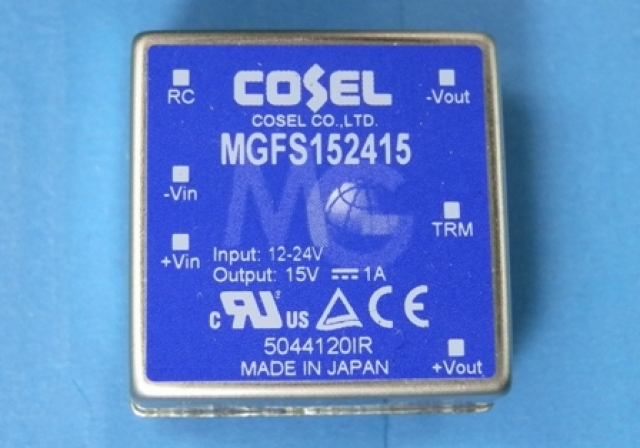 RC
COSEL
-Vout
COSEL CO.,LTD.
MGFS152415
MG
-Vin
TRM
+Vin
Input: 12-24V
Output: 15V ⎓ 1A
c RU US CE
5044120IR
MADE IN JAPAN
+Vout